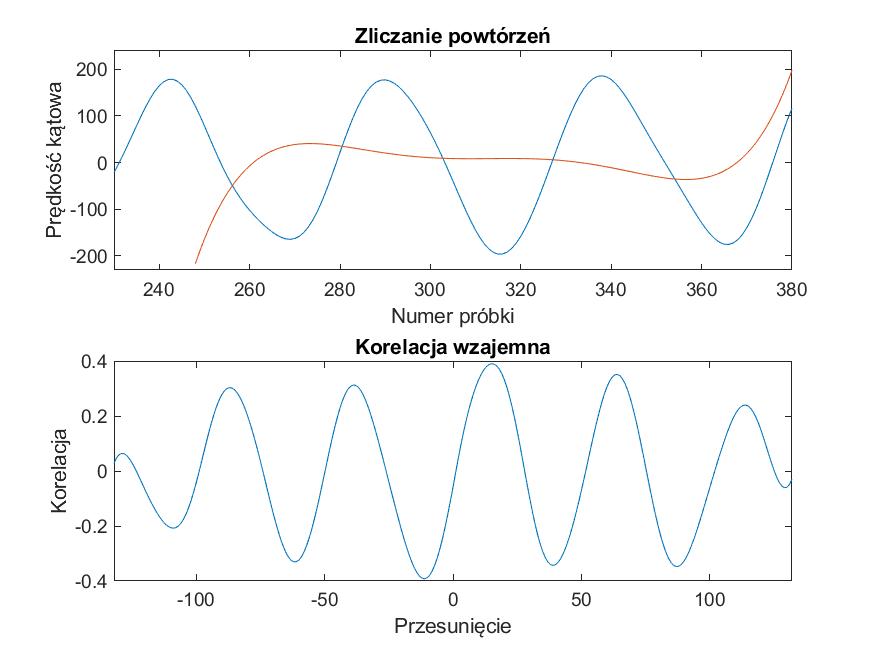 Zliczanie powtórzeń
200
100
0
-100
-200
Prędkość kątowa
240 260 280 300 320 340 360 380
Numer próbki
Korelacja wzajemna
0.4
0.2
0
-0.2
-0.4
Korelacja
-100 -50 0 50 100
Przesunięcie